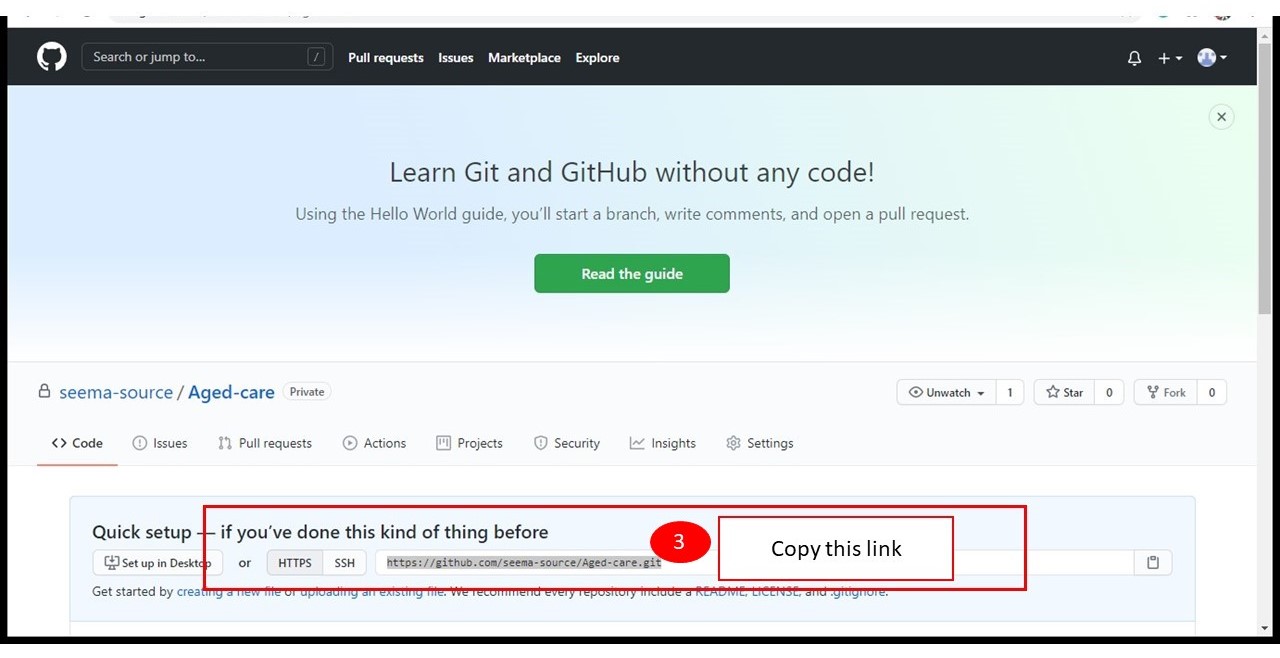 Search or jump to... /
Pull requests Issues Marketplace Explore
Learn Git and GitHub without any code!
Using the Hello World guide, you'll start a branch, write comments, and open a pull request.
Read the guide
seema-source / Aged-care Private
Unwatch 1 Star 0 Fork 0
Code Issues Pull requests Actions Projects Security Insights Settings
Quick setup — if you've done this kind of thing before
3 Copy this link
Set up in Desktop or HTTPS SSH https://github.com/seema-source/Aged-care.git
Get started by creating a new file or uploading an existing file. We recommend every repository include a README, LICENSE, and .gitignore.